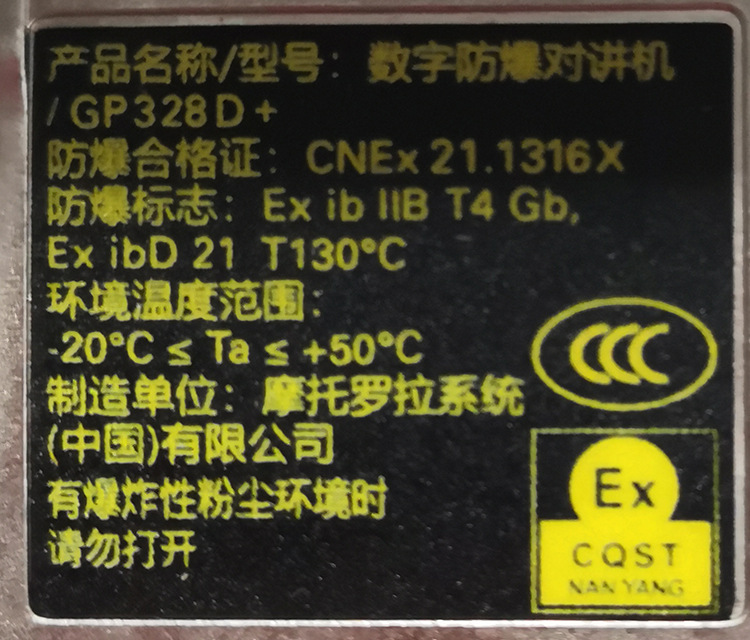 产品名称/型号：数字防爆对讲机
/GP328D+
防爆合格证：CNEx 21.1316X
防爆标志：Ex ib IIB T4 Gb,
Ex ibD 21 T130°C
环境温度范围：
-20°C ≤ Ta ≤ +50°C
制造单位：摩托罗拉系统
(中国)有限公司
有爆炸性粉尘环境时
请勿打开
CCC
Ex
CQST
NAN YANG